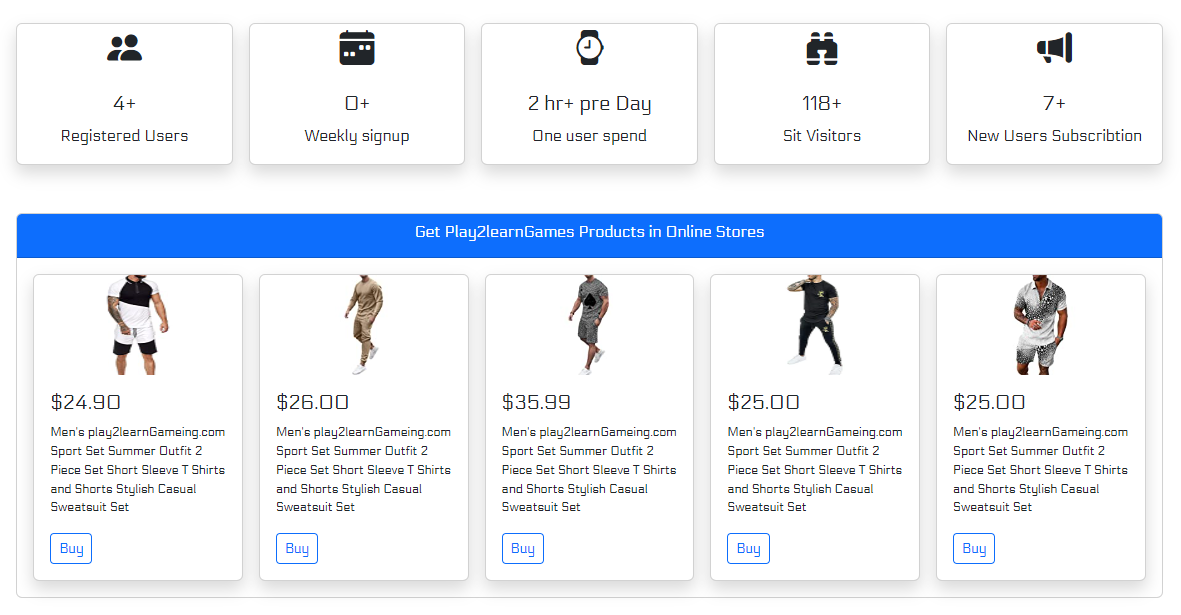 4+
Registered Users
0+
Weekly signup
2 hr+ pre Day
One user spend
118+
Sit Visitors
7+
New Users Subscribtion
Get Play2learnGames Products in Online Stores
$24.90
Men's play2learnGameing.com
Sport Set Summer Outfit 2
Piece Set Short Sleeve T Shirts
and Shorts Stylish Casual
Sweatsuit Set
Buy
$26.00
Men's play2learnGameing.com
Sport Set Summer Outfit 2
Piece Set Short Sleeve T Shirts
and Shorts Stylish Casual
Sweatsuit Set
Buy
$35.99
Men's play2learnGameing.com
Sport Set Summer Outfit 2
Piece Set Short Sleeve T Shirts
and Shorts Stylish Casual
Sweatsuit Set
Buy
$25.00
Men's play2learnGameing.com
Sport Set Summer Outfit 2
Piece Set Short Sleeve T Shirts
and Shorts Stylish Casual
Sweatsuit Set
Buy
$25.00
Men's play2learnGameing.com
Sport Set Summer Outfit 2
Piece Set Short Sleeve T Shirts
and Shorts Stylish Casual
Sweatsuit Set
Buy